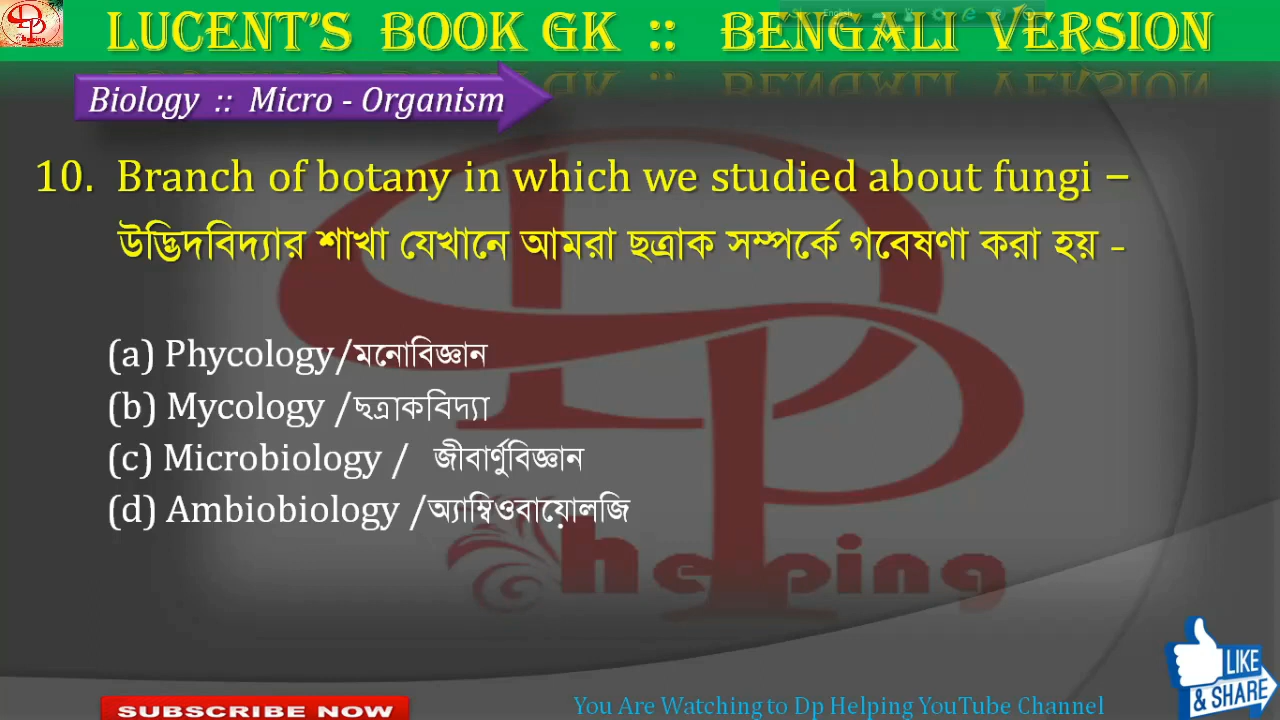 LUCENT'S BOOK GK :: BENGALI VERSION
Biology :: Micro - Organism
10. Branch of botany in which we studied about fungi –
উদ্ভিদবিদ্যার শাখা যেখানে আমরা ছত্রাক সম্পর্কে গবেষণা করা হয় -
(a) Phycology/মনোবিজ্ঞান
(b) Mycology /ছত্রাকবিদ্যা
(c) Microbiology / জীবার্ণুবিজ্ঞান
(d) Ambiobiology /অ্যাম্বিওবায়োলজি
helping
LIKE
& SHARE
SUBSCRIBE NOW
You Are Watching to Dp Helping YouTube Channel